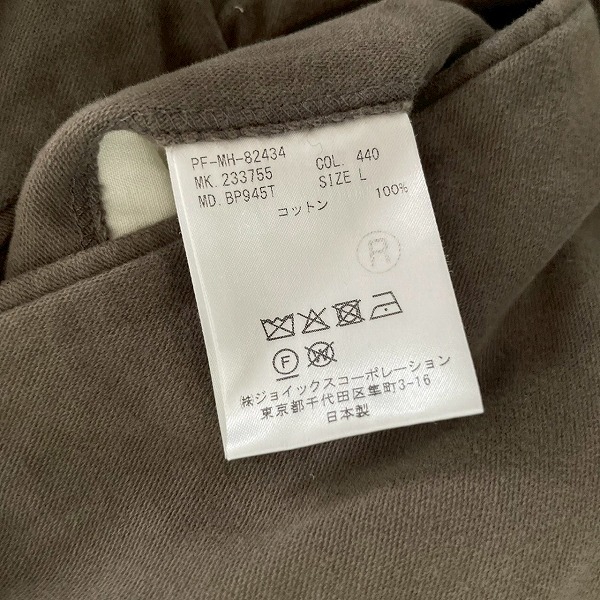 PF-MH-82434
MK. 233755 COL. 440
MD. BP945T SIZE L
コットン 100%
R
F
W
㈱ジョイックスコーポレーション
東京都千代田区隼町3-16
日本製